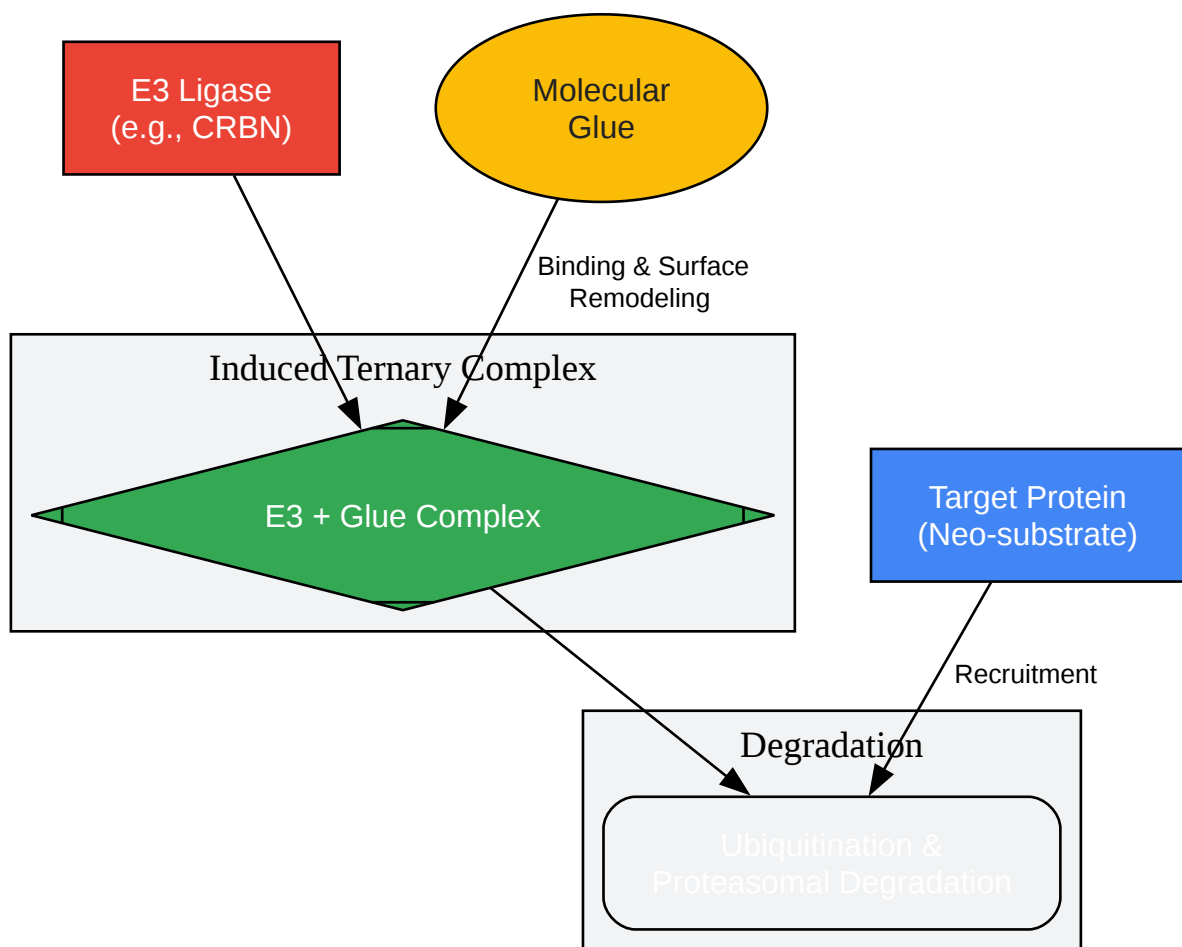 E3 Ligase
(e.g., CRBN)
Molecular
Glue
Binding & Surface
Remodeling
Induced Ternary Complex
E3 + Glue Complex
Target Protein
(Neo-substrate)
Recruitment
Degradation
Ubiquitination &
Proteasomal Degradation